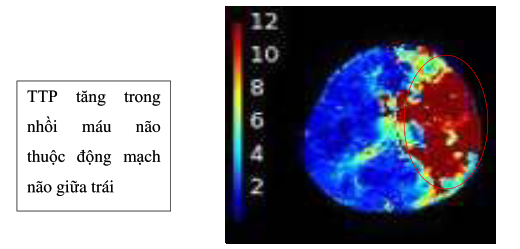 TTP tăng trong
nhồi máu não
thuộc động mạch
não giữa trái
12
10
8
6
4
2